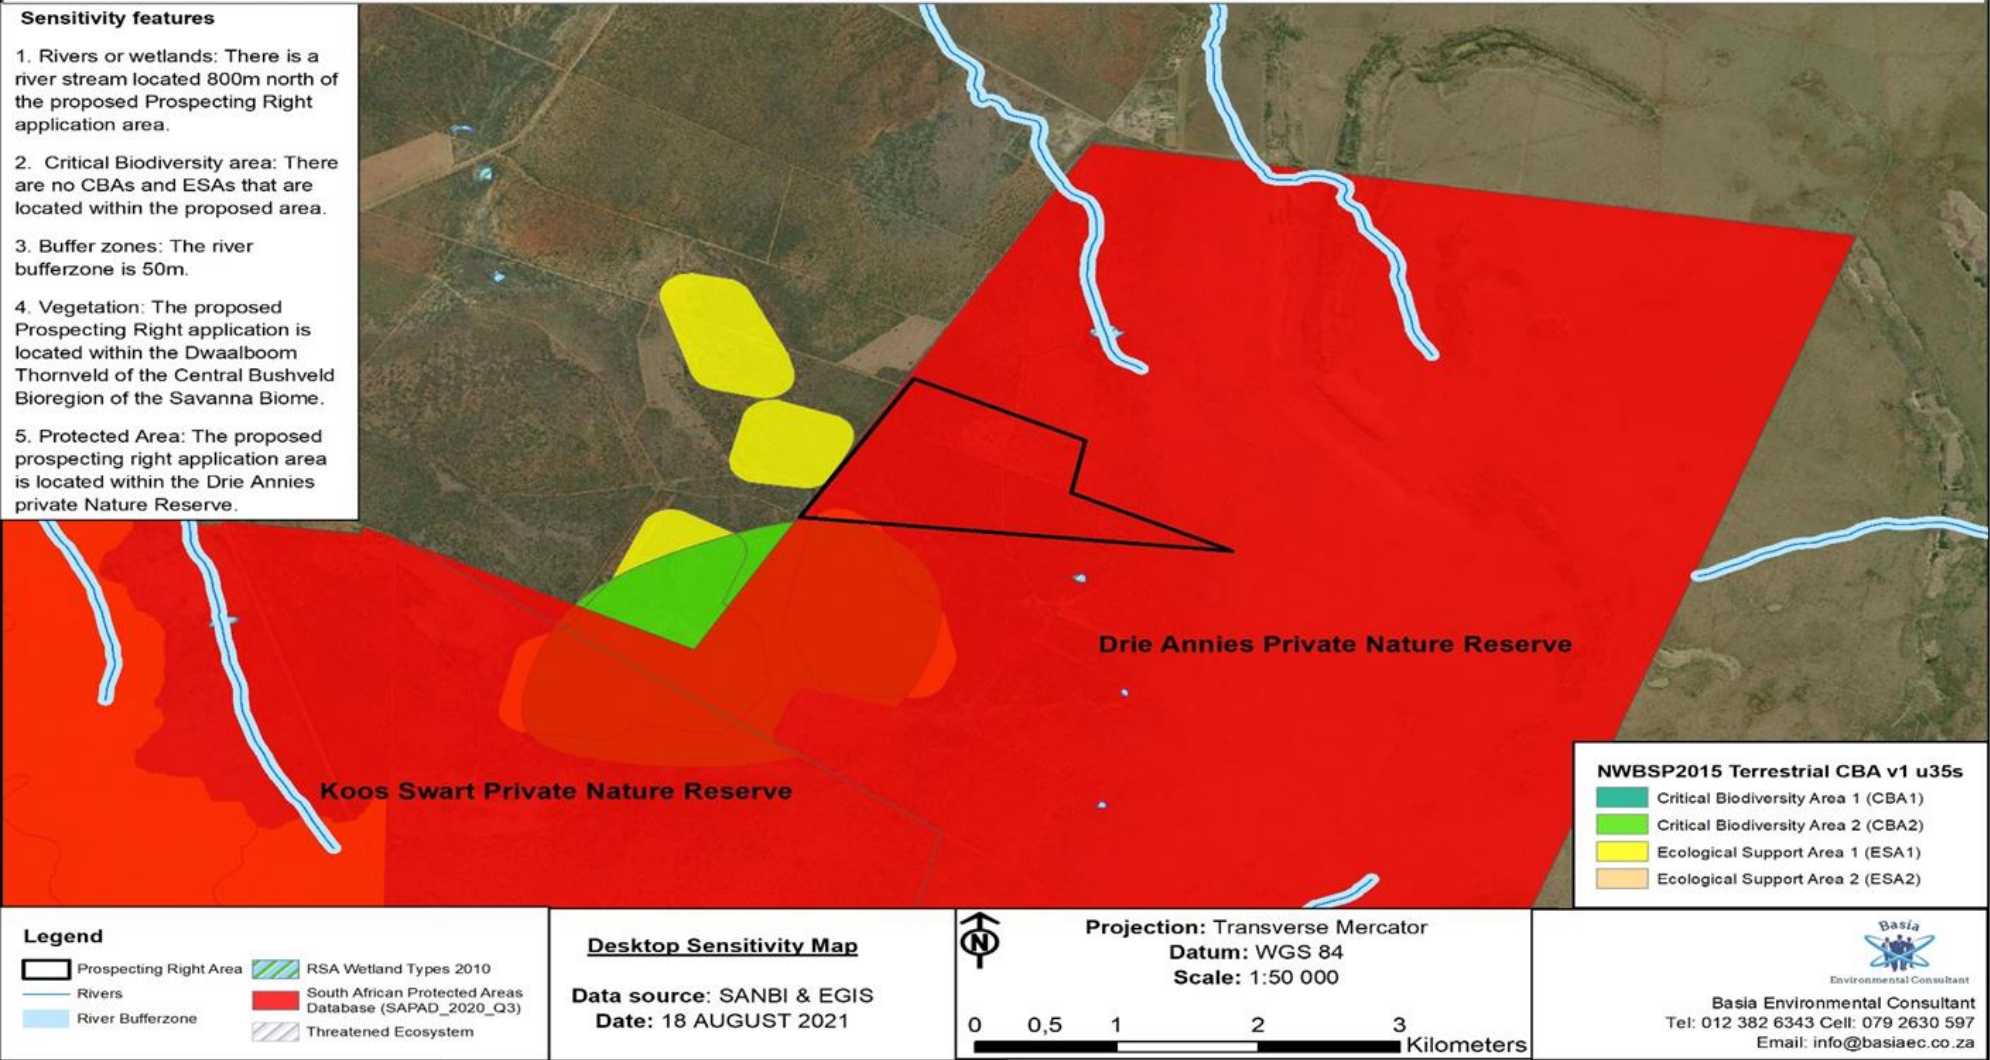 Sensitivity features
1. Rivers or wetlands: There is a
river stream located 800m north of
the proposed Prospecting Right
application area.
2.  Critical Biodiversity area: There
are no CBAs and ESAs that are
located within the proposed area.
3. Buffer zones: The river
bufferzone is 50m.
4. Vegetation: The proposed
Prospecting Right application is
located within the Dwaalboom
Thornveld of the Central Bushveld
Bioregion of the Savanna Biome.
5. Protected Area: The proposed
prospecting right application area
is located within the Drie Annies
private Nature Reserve.
Drie Annies Private Nature Reserve
Koos Swart Private Nature Reserve
NWBSP2015 Terrestrial CBA v1 u35s
Critical Biodiversity Area 1 (CBA1)
Critical Biodiversity Area 2 (CBA2)
Ecological Support Area 1 (ESA1)
Ecological Support Area 2 (ESA2)
Legend
Prospecting Right Area
Rivers
River Bufferzone
RSA Wetland Types 2010
South African Protected Areas
Database (SAPAD_2020_Q3)
Threatened Ecosystem
Desktop Sensitivity Map
Data source: SANBI & EGIS
Date: 18 AUGUST 2021
N
Projection: Transverse Mercator
Datum: WGS 84
Scale: 1:50 000
0 0,5 1 2 3
Kilometers
Basia
Environmental Consultant
Basia Environmental Consultant
Tel: 012 382 6343 Cell: 079 2630 597
Email: info@basiaec.co.za